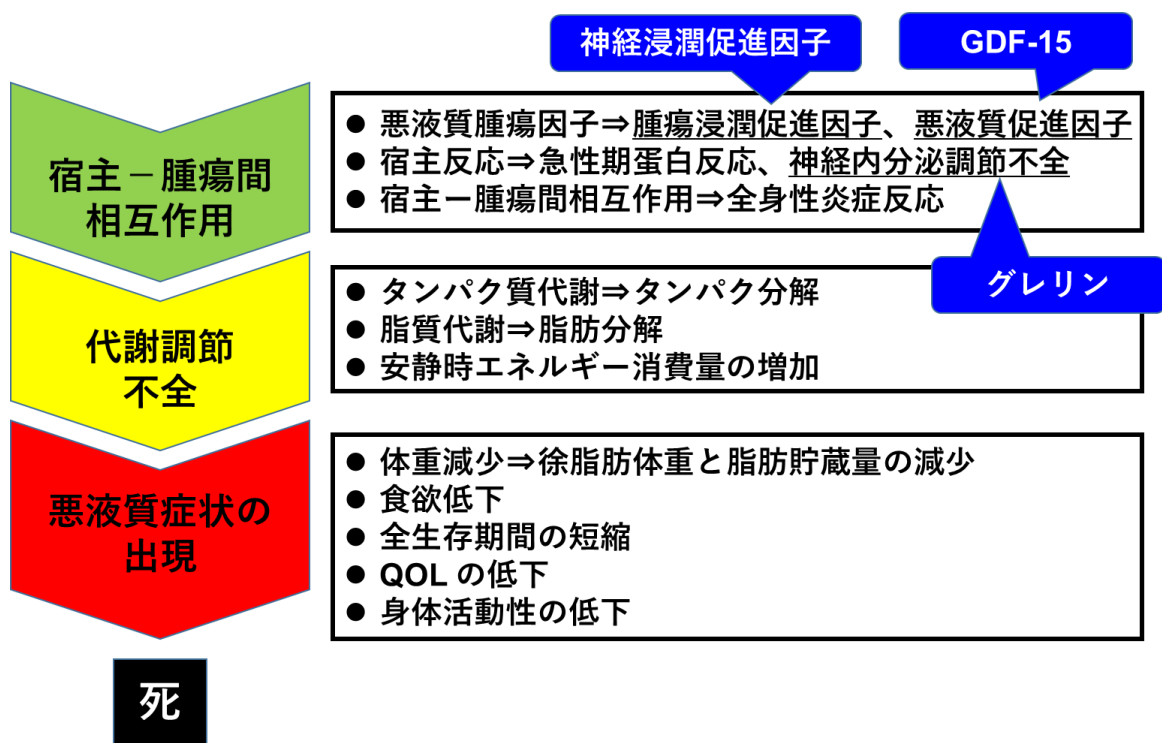 神経浸潤促進因子
GDF-15
宿主－腫瘍間
相互作用
● 悪液質腫瘍因子⇒腫瘍浸潤促進因子、悪液質促進因子
● 宿主反応⇒急性期蛋白反応、神経内分泌調節不全
● 宿主ー腫瘍間相互作用⇒全身性炎症反応
グレリン
代謝調節
不全
● タンパク質代謝⇒タンパク分解
● 脂質代謝⇒脂肪分解
● 安静時エネルギー消費量の増加
悪液質症状の
出現
● 体重減少⇒徐脂肪体重と脂肪貯蔵量の減少
● 食欲低下
● 全生存期間の短縮
● QOL の低下
● 身体活動性の低下
死